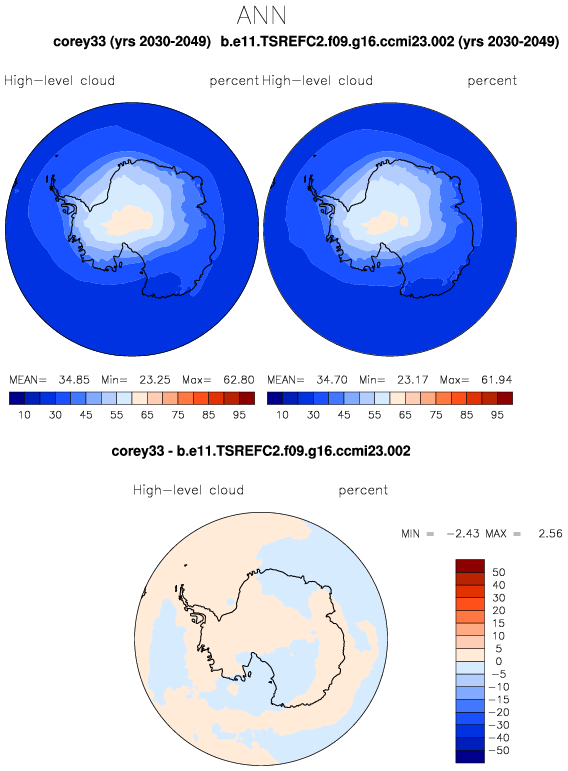 ANN
corey33 (yrs 2030-2049) b.e11.TSREFC2.f09.g16.ccmi23.002 (yrs 2030-2049)
High-level cloud percent High-level cloud percent
MEAN= 34.85 Min= 23.25 Max= 62.80 MEAN= 34.70 Min= 23.17 Max= 61.94
10 30 45 55 65 75 85 95 10 30 45 55 65 75 85 95
corey33 - b.e11.TSREFC2.f09.g16.ccmi23.002
High-level cloud percent
MIN = -2.43 MAX = 2.56
50
40
30
20
15
10
5
0
-5
-10
-15
-20
-30
-40
-50